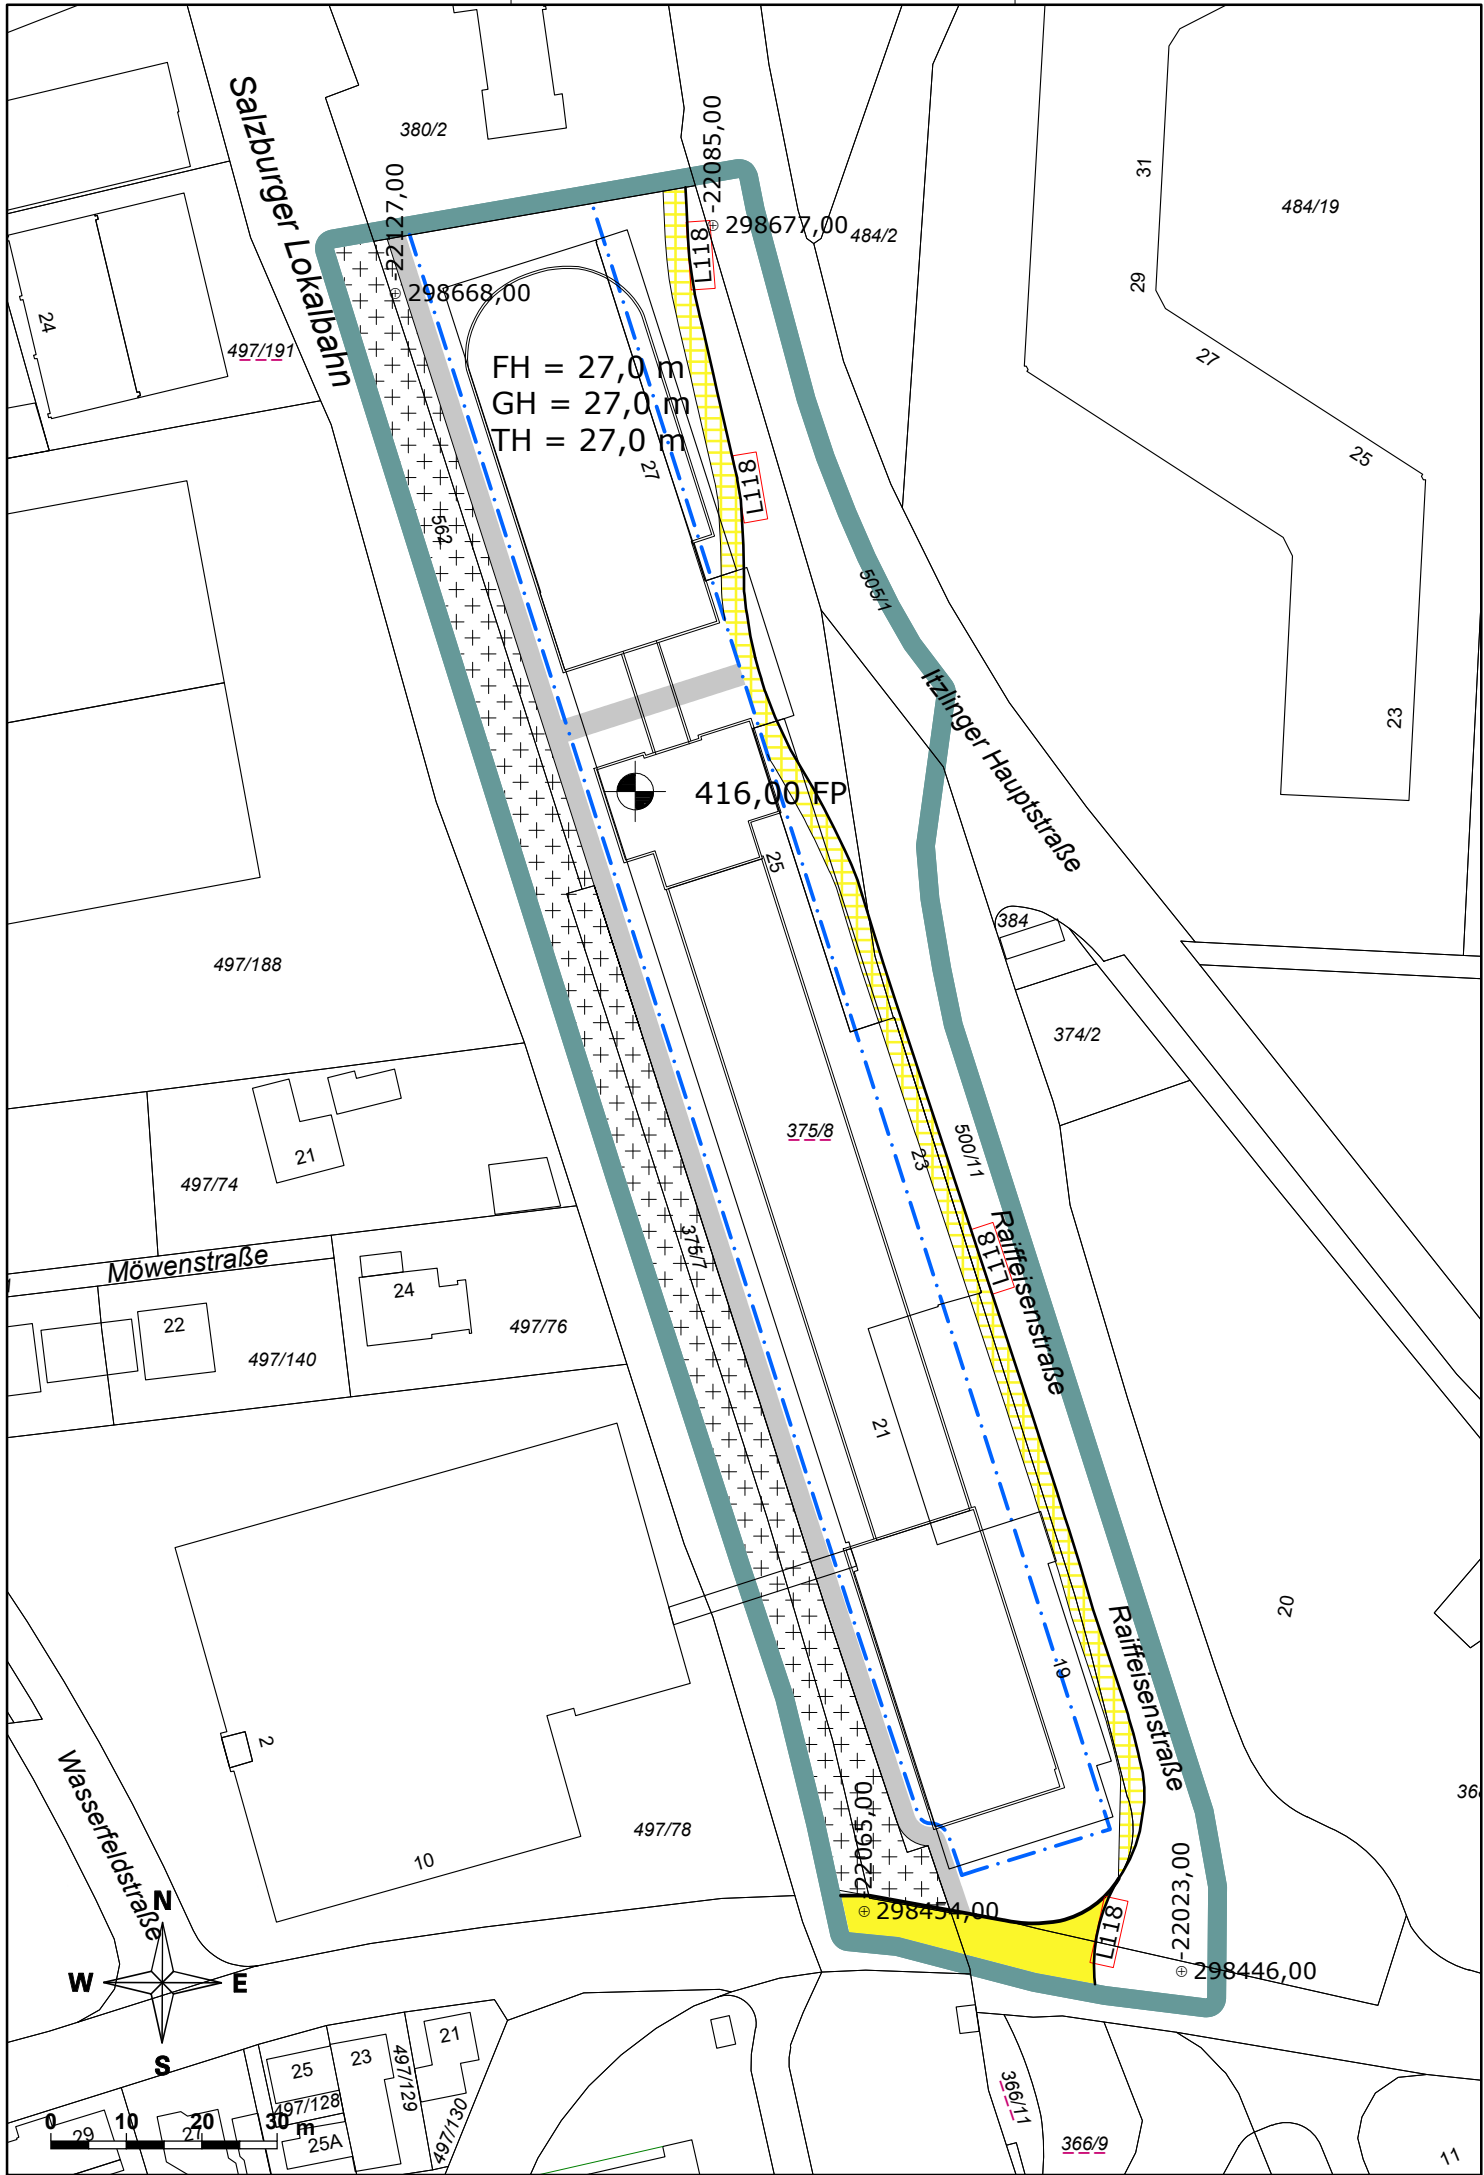 Salzburger Lokalbahn
380/2
-22127,00
298668,00
-22085,00
298677,00
L118
484/2
484/19
31
29
27
25
23
24
497/191
FH = 27,0 m
GH = 27,0 m
TH = 27,0 m
27
L118
562
505/1
Itzlinger Hauptstraße
416,00 FP
25
384
497/188
374/2
375/8
23
500/11
21
497/74
375/7
L118
Raiffeisenstraße
Möwenstraße
24
22
497/76
497/140
21
20
19
Raiffeisenstraße
2
Wasserfeldstraße
10
497/78
-22065,00
298454,00
L118
-22023,00
298446,00
N
W
E
S
21
23
25
497/129
497/128
497/130
25A
29
27
0 10 20 30 m
366/11
366/9
11